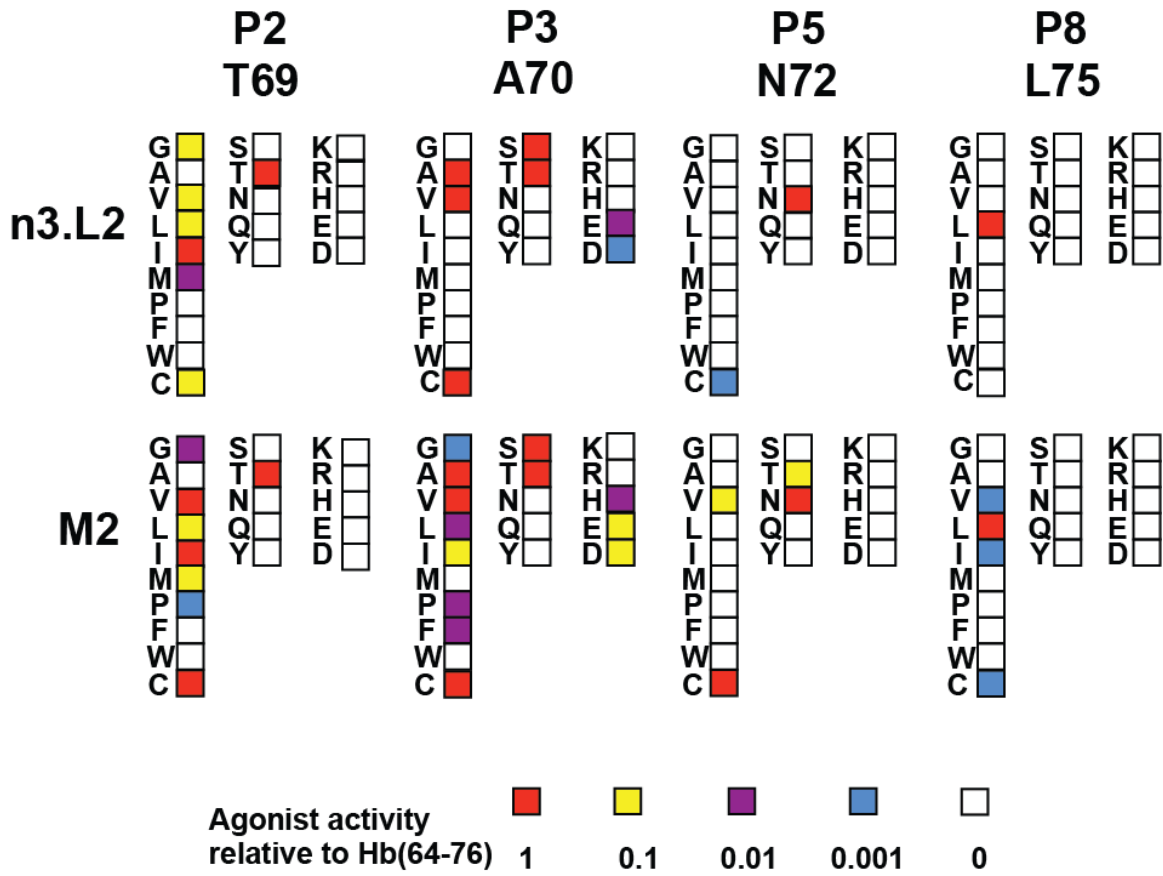 P2 P3 P5 P8
T69 A70 N72 L75
n3.L2
G S K G S K G S K G S K
A T R A T R A T R A T R
V N H V N H V N H V N H
L Q E L Q E L Q E L Q E
I Y D I Y D I Y D I Y D
M M M M
P P P P
F F F F
W W W W
C C C C
M2
G S K G S K G S K G S K
A T R A T R A T R A T R
V N H V N H V N H V N H
L Q E L Q E L Q E L Q E
I Y D I Y D I Y D I Y D
M M M M
P P P P
F F F F
W W W W
C C C C
Agonist activity
relative to Hb(64-76) 1 0.1 0.01 0.001 0